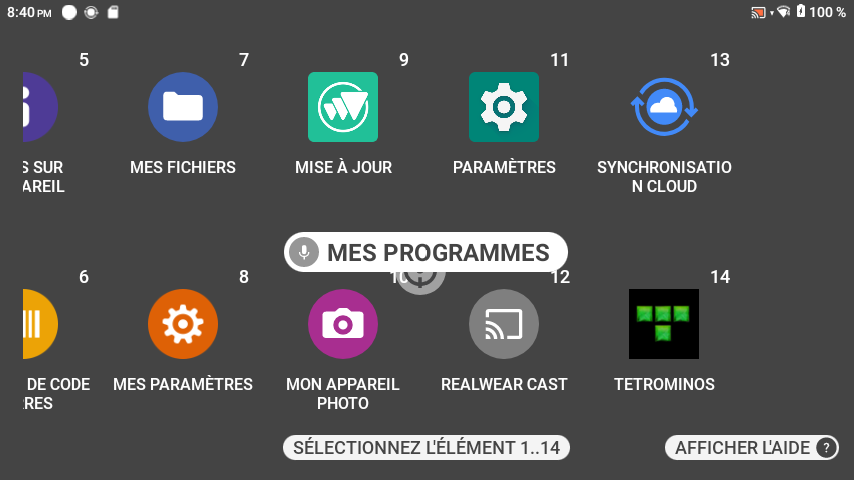 8:40 PM
100 %
5
7
9
11
13
S SUR
AREIL
MES FICHIERS
MISE À JOUR
PARAMÈTRES
SYNCHRONISATIO
N CLOUD
MES PROGRAMMES
6
8
10
12
14
DE CODE
RRES
MES PARAMÈTRES
MON APPAREIL
PHOTO
REALWEAR CAST
TETROMINOS
SÉLECTIONNEZ L'ÉLÉMENT 1..14
AFFICHER L'AIDE ?